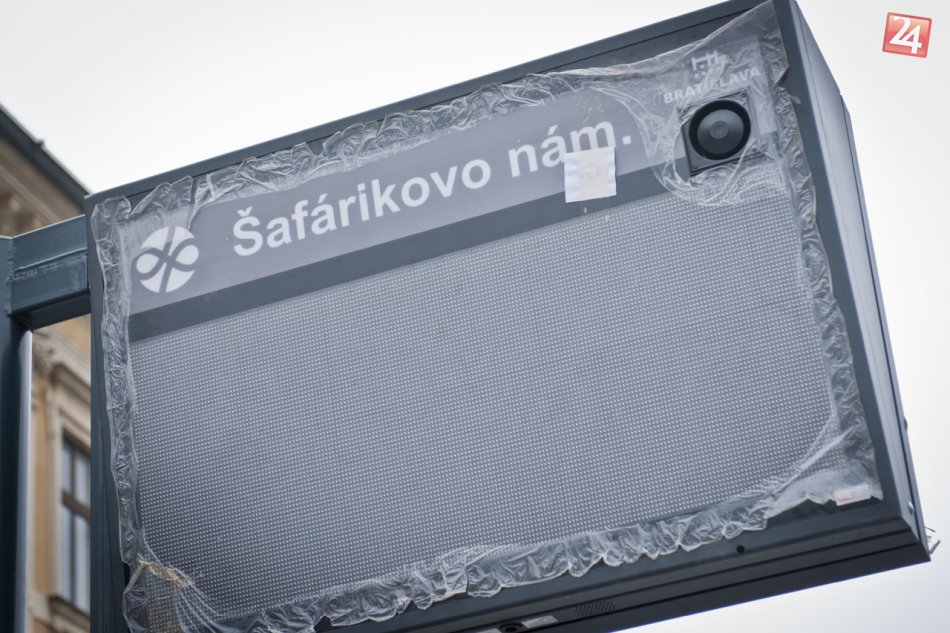 24
BRATISLAVA
Šafárikovo nám.